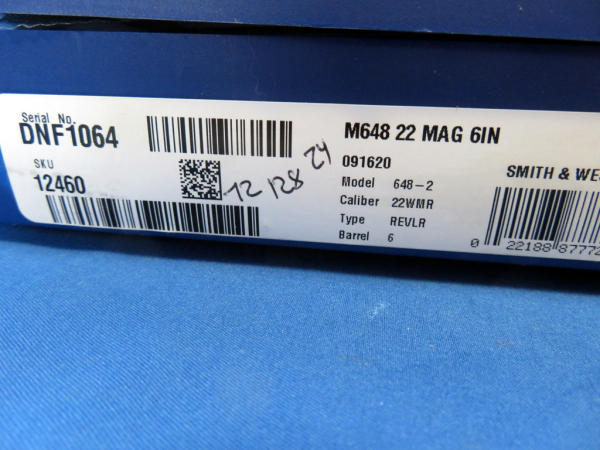 Serial No.
DNF1064
SKU
12460
12 128 24
M648 22 MAG 6IN
091620
Model 648-2
Caliber 22WMR
Type REVLR
Barrel 6
SMITH & WE
0 22188 8777